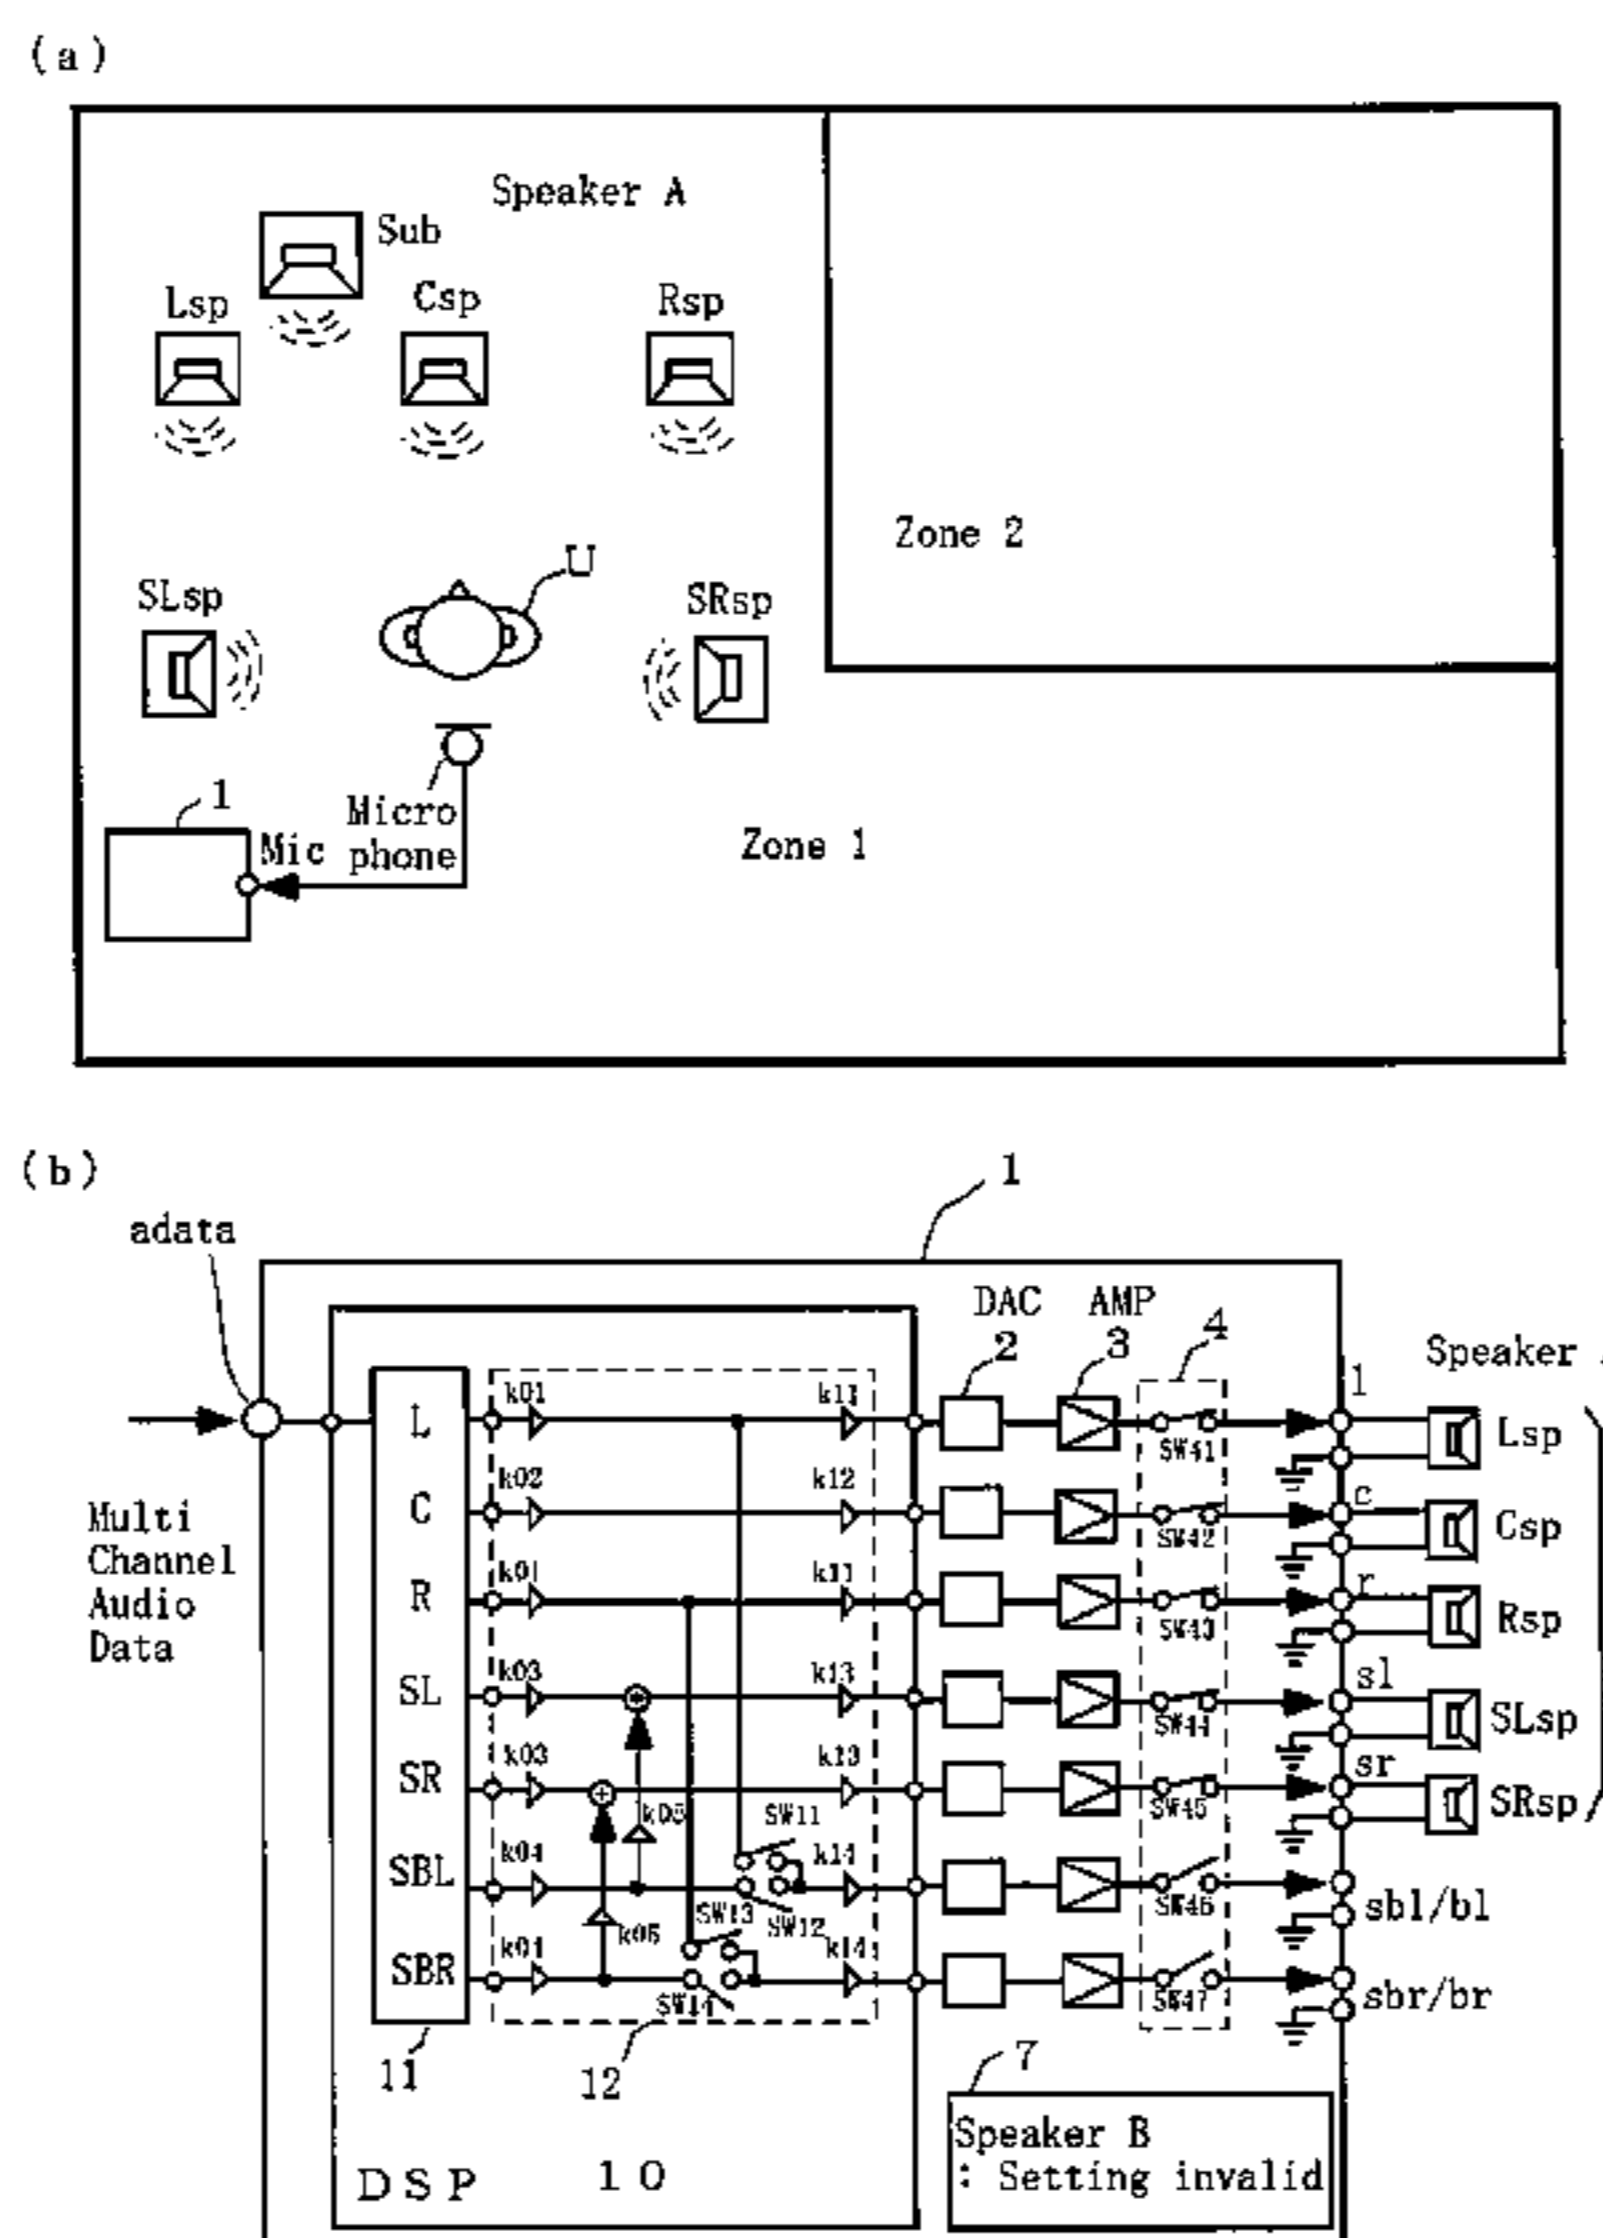 (a)
Speaker A
Sub
Lsp
Csp
Rsp
Zone 2
U
SLsp
SRsp
1
Micro
Mic phone
Zone 1
(b)
1
adata
DAC AMP
2 3 4
Speaker
l
L k01 k11 SW41 Lsp
k02 k12 c
C SW42 Csp
Multi
Channel
Audio
Data
R k01 k11 SW43 r Rsp
SL k03 k13 SW44 sl SLsp
SR k03 k13 SW45 sr SRsp
k05 SW11
SBL k04 k14 SW46 sbl/bl
SW13 SW12
k05
SBR k04 k14 SW47 sbr/br
SW14
11 12
7
Speaker B
: Setting invalid
DSP 10